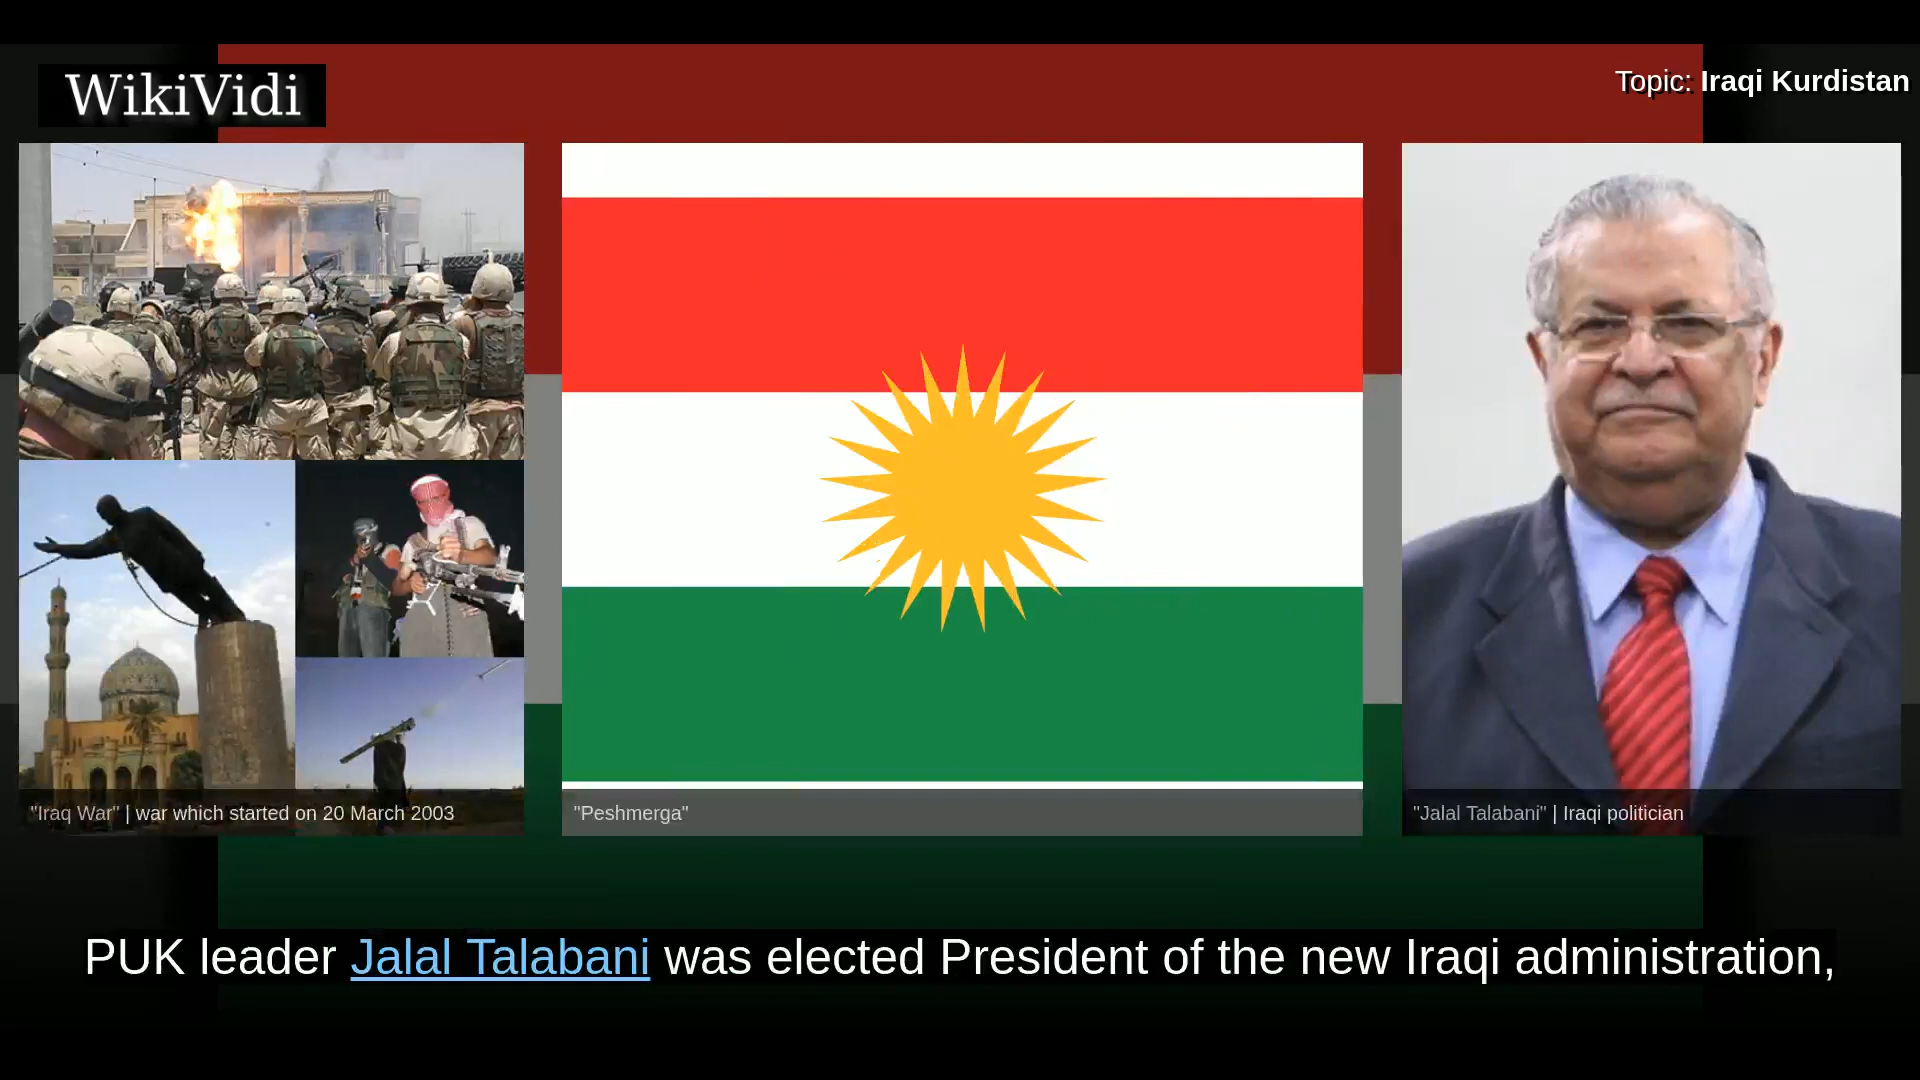 WikiVidi
Topic: Iraqi Kurdistan
"Iraq War" | war which started on 20 March 2003
"Peshmerga"
"Jalal Talabani" | Iraqi politician
PUK leader Jalal Talabani was elected President of the new Iraqi administration,